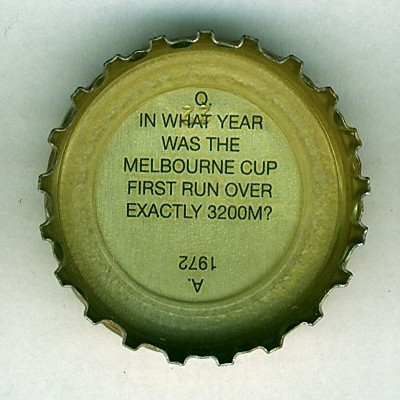 Q.
IN WHAT YEAR
WAS THE
MELBOURNE CUP
FIRST RUN OVER
EXACTLY 3200M?
A.
1972